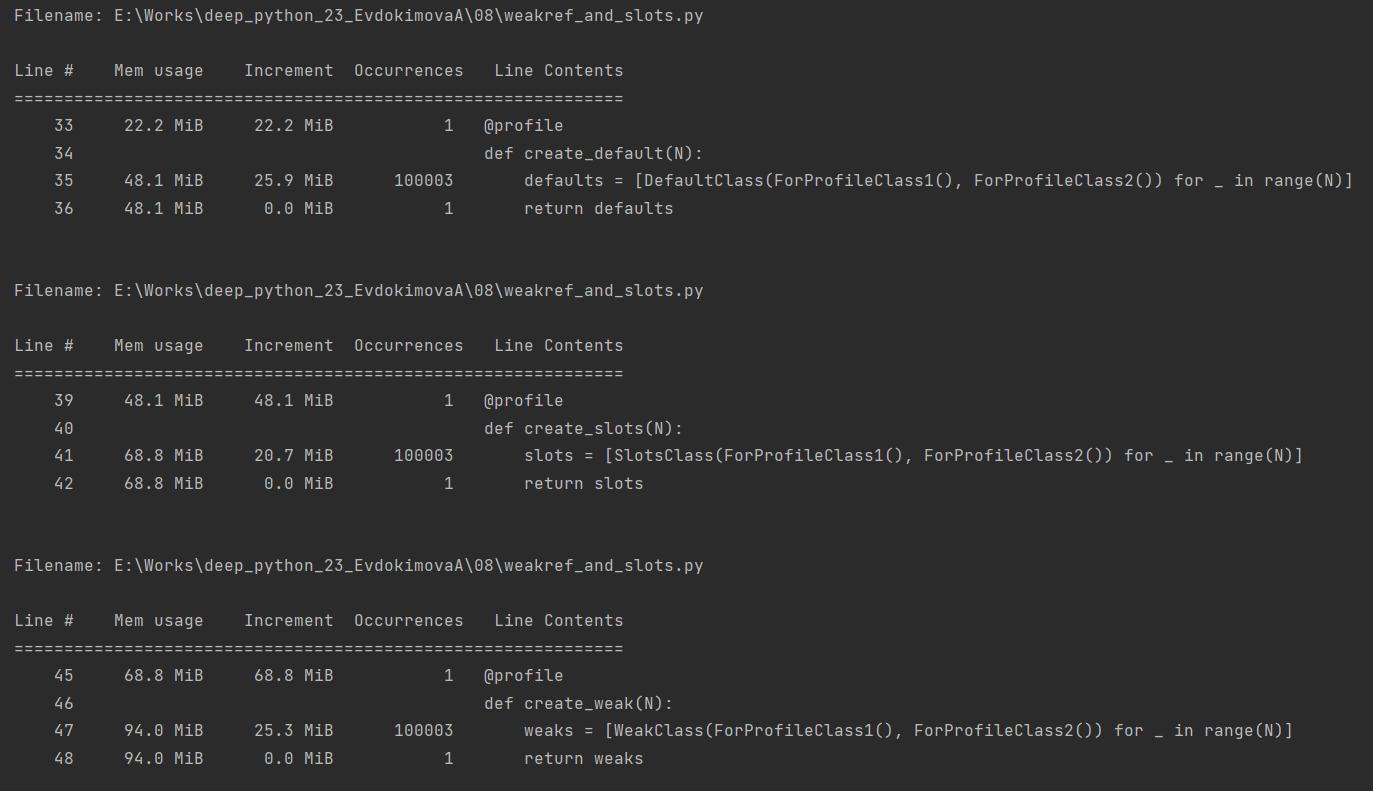 Filename: E:\Works\deep_python_23_EvdokimovaA\08\weakref_and_slots.py

Line #    Mem usage    Increment  Occurrences   Line Contents
=============================================================
    33     22.2 MiB     22.2 MiB           1   @profile
    34                                         def create_default(N):
    35     48.1 MiB     25.9 MiB      100003       defaults = [DefaultClass(ForProfileClass1(), ForProfileClass2()) for _ in range(N)]
    36     48.1 MiB      0.0 MiB           1       return defaults


Filename: E:\Works\deep_python_23_EvdokimovaA\08\weakref_and_slots.py

Line #    Mem usage    Increment  Occurrences   Line Contents
=============================================================
    39     48.1 MiB     48.1 MiB           1   @profile
    40                                         def create_slots(N):
    41     68.8 MiB     20.7 MiB      100003       slots = [SlotsClass(ForProfileClass1(), ForProfileClass2()) for _ in range(N)]
    42     68.8 MiB      0.0 MiB           1       return slots


Filename: E:\Works\deep_python_23_EvdokimovaA\08\weakref_and_slots.py

Line #    Mem usage    Increment  Occurrences   Line Contents
=============================================================
    45     68.8 MiB     68.8 MiB           1   @profile
    46                                         def create_weak(N):
    47     94.0 MiB     25.3 MiB      100003       weaks = [WeakClass(ForProfileClass1(), ForProfileClass2()) for _ in range(N)]
    48     94.0 MiB      0.0 MiB           1       return weaks